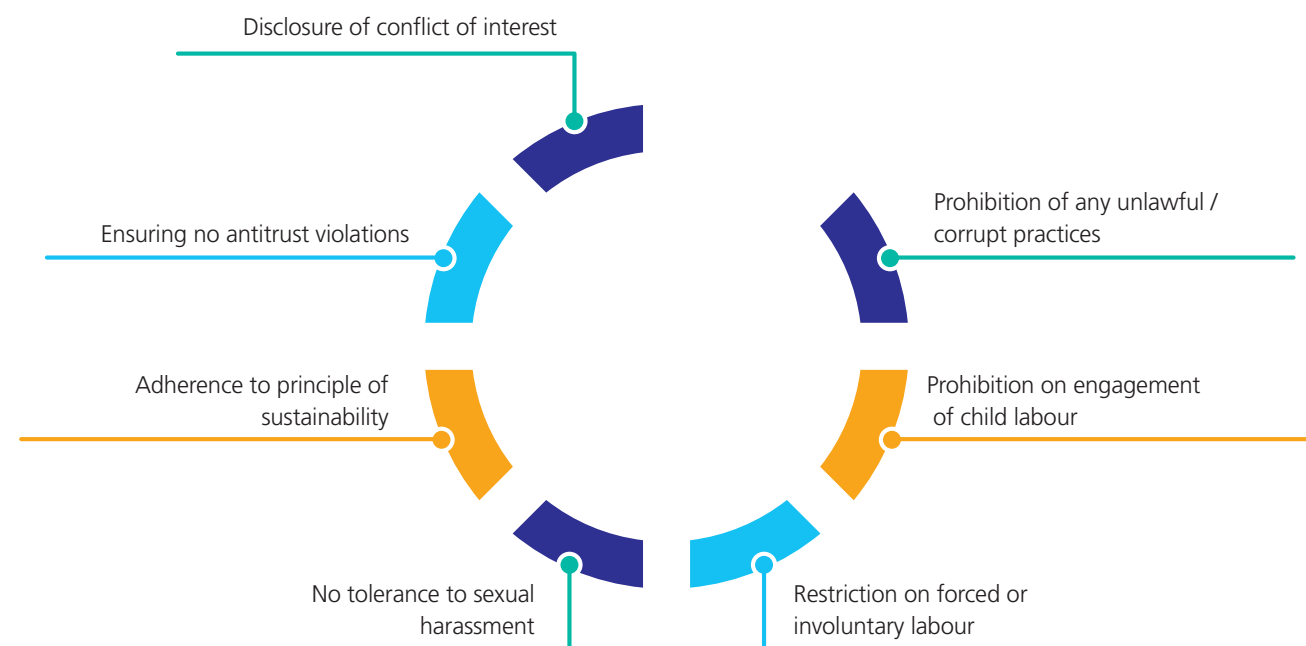 Disclosure of conflict of interest
Ensuring no antitrust violations
Adherence to principle of
sustainability
No tolerance to sexual
harassment
Prohibition of any unlawful /
corrupt practices
Prohibition on engagement
of child labour
Restriction on forced or
involuntary labour